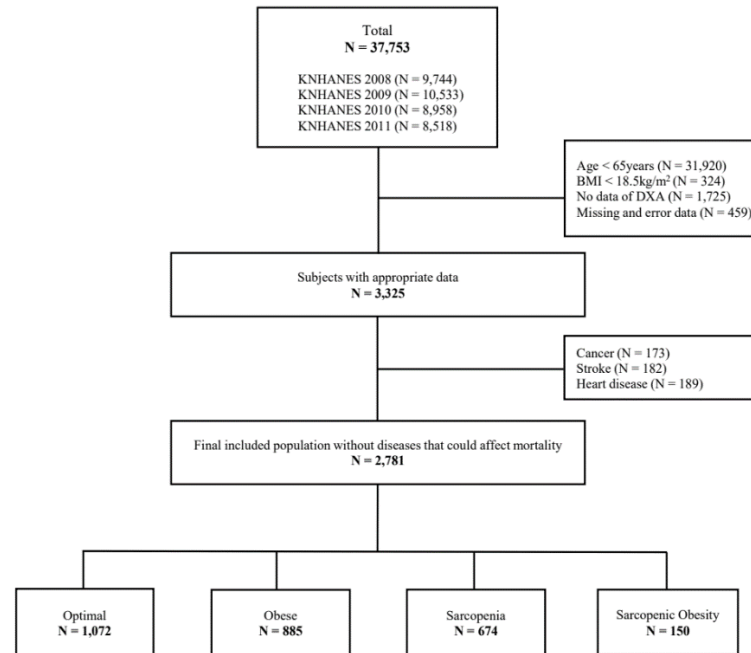 Total
N = 37,753
KNHANES 2008 (N = 9,744)
KNHANES 2009 (N = 10,533)
KNHANES 2010 (N = 8,958)
KNHANES 2011 (N = 8,518)
Age < 65years (N = 31,920)
BMI < 18.5kg/m² (N = 324)
No data of DXA (N = 1,725)
Missing and error data (N = 459)
Subjects with appropriate data
N = 3,325
Cancer (N = 173)
Stroke (N = 182)
Heart disease (N = 189)
Final included population without diseases that could affect mortality
N = 2,781
Optimal
N = 1,072
Obese
N = 885
Sarcopenia
N = 674
Sarcopenic Obesity
N = 150